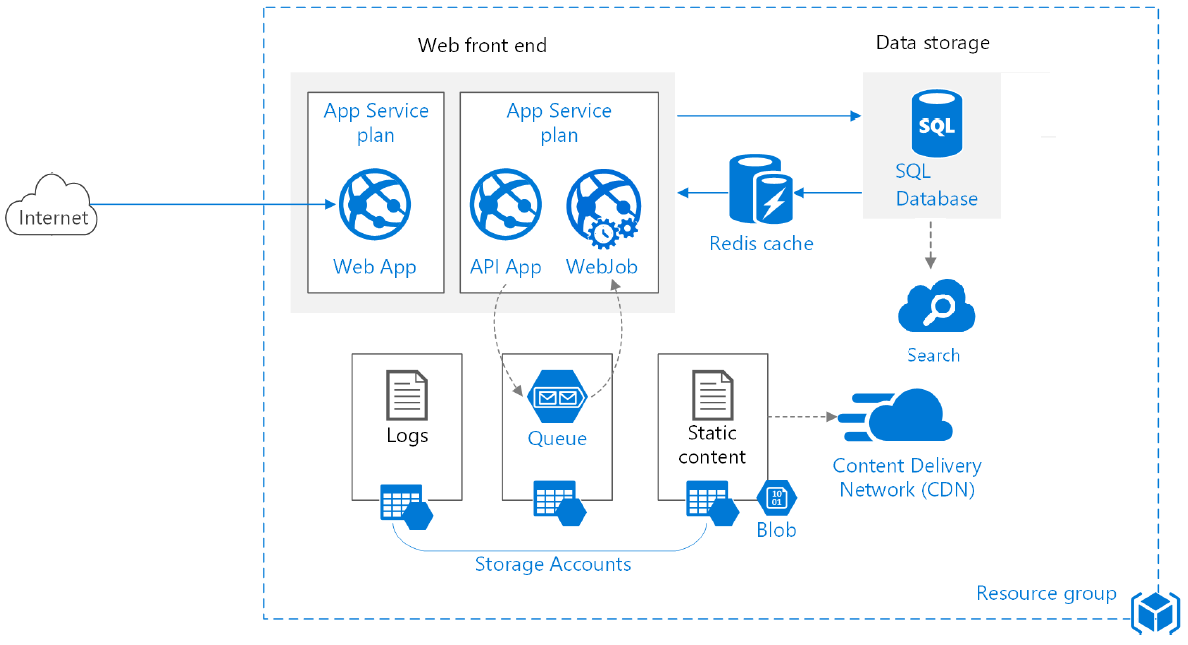 Web front end
Data storage
App Service
plan
App Service
plan
SQL
SQL
Database
Internet
Web App
API App
WebJob
Redis cache
Search
Logs
Queue
Static
content
Content Delivery
Network (CDN)
10
01
Blob
Storage Accounts
Resource group